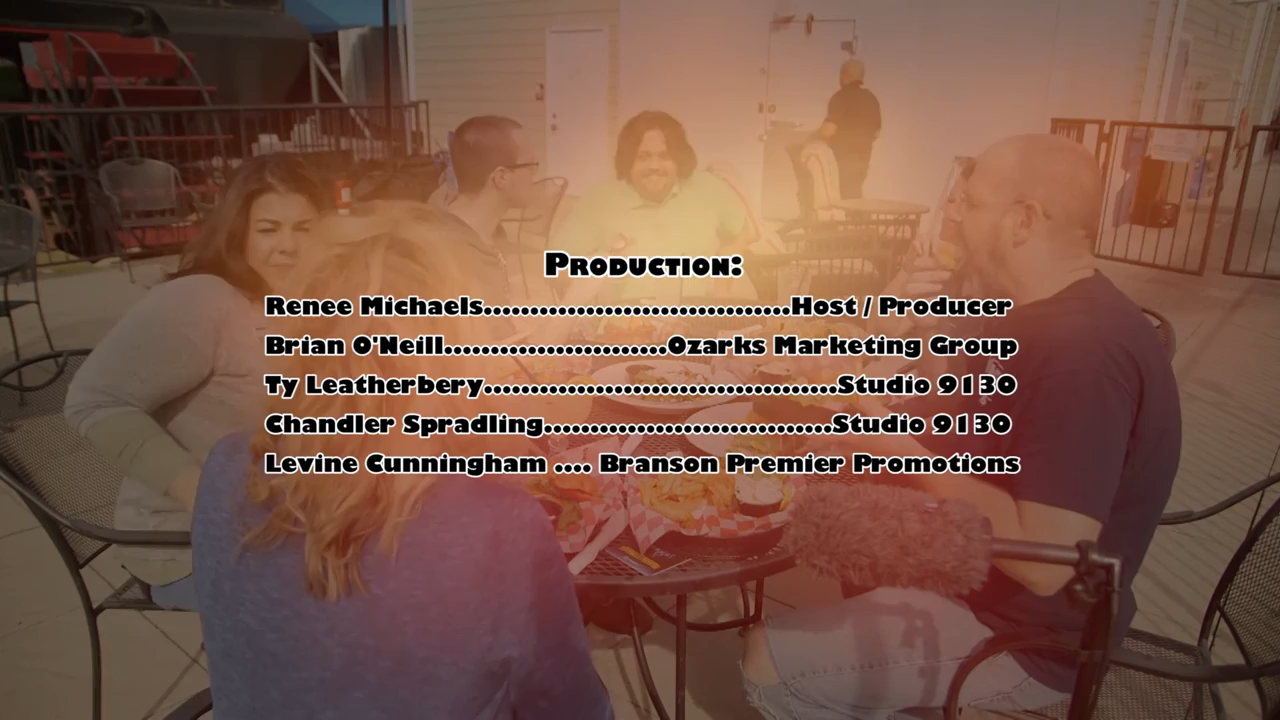 Production:
Renee Michaels.................................Host / Producer
Brian O'Neill........................Ozarks Marketing Group
Ty Leatherbery......................................Studio 9130
Chandler Spradling...............................Studio 9130
Levine Cunningham .... Branson Premier Promotions